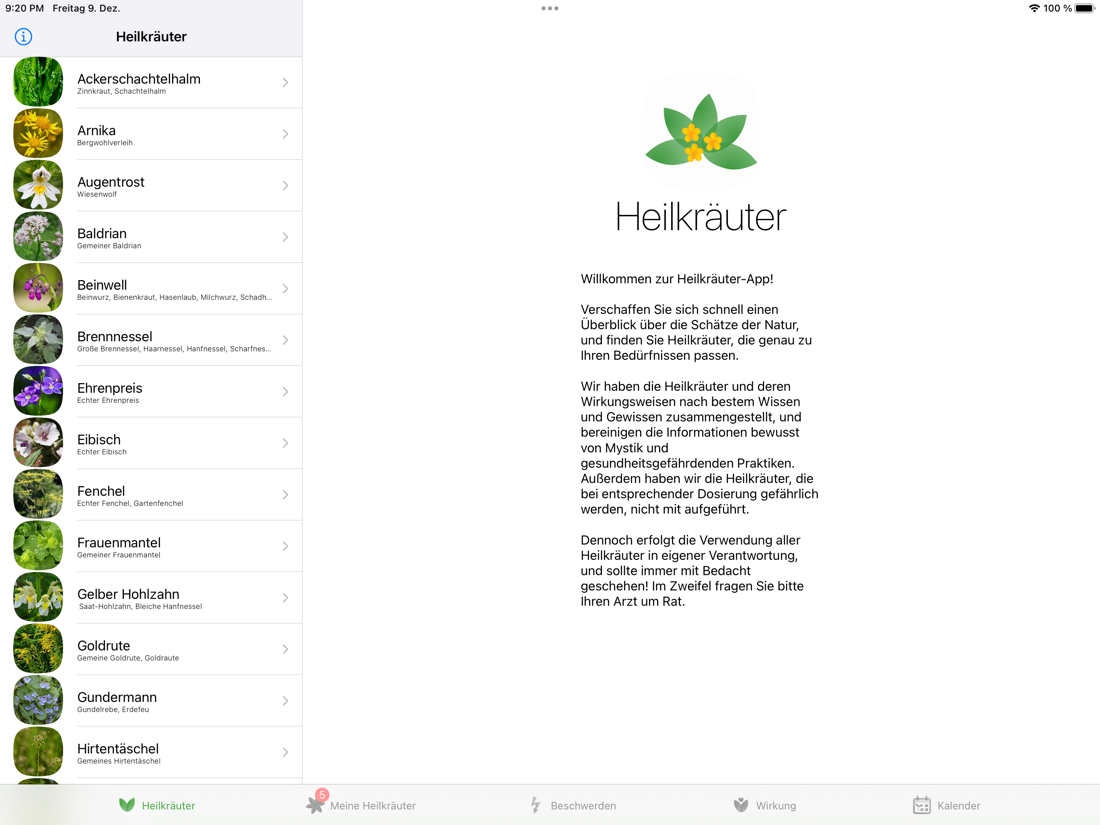 9:20 PM Freitag 9. Dez.
100 %
Heilkräuter
Ackerschachtelhalm
Zinnkraut, Schachtelhalm
Arnika
Bergwohlverleih
Augentrost
Wiesenwolf
Baldrian
Gemeiner Baldrian
Beinwell
Beinwurz, Bienenkraut, Hasenlaub, Milchwurz, Schadh...
Brennnessel
Große Brennessel, Haarnessel, Hanfnessel, Scharfnes...
Ehrenpreis
Echter Ehrenpreis
Eibisch
Echter Eibisch
Fenchel
Echter Fenchel, Gartenfenchel
Frauenmantel
Gemeiner Frauenmantel
Gelber Hohlzahn
Saat-Hohlzahn, Bleiche Hanfnessel
Goldrute
Gemeine Goldrute, Goldraute
Gundermann
Gundelrebe, Erdefeu
Hirtentäschel
Gemeines Hirtentäschel
Heilkräuter
Willkommen zur Heilkräuter-App!
Verschaffen Sie sich schnell einen
Überblick über die Schätze der Natur,
und finden Sie Heilkräuter, die genau zu
Ihren Bedürfnissen passen.
Wir haben die Heilkräuter und deren
Wirkungsweisen nach bestem Wissen
und Gewissen zusammengestellt, und
bereinigen die Informationen bewusst
von Mystik und
gesundheitsgefährdenden Praktiken.
Außerdem haben wir die Heilkräuter, die
bei entsprechender Dosierung gefährlich
werden, nicht mit aufgeführt.
Dennoch erfolgt die Verwendung aller
Heilkräuter in eigener Verantwortung,
und sollte immer mit Bedacht
geschehen! Im Zweifel fragen Sie bitte
Ihren Arzt um Rat.
Heilkräuter
5
Meine Heilkräuter
Beschwerden
Wirkung
Kalender